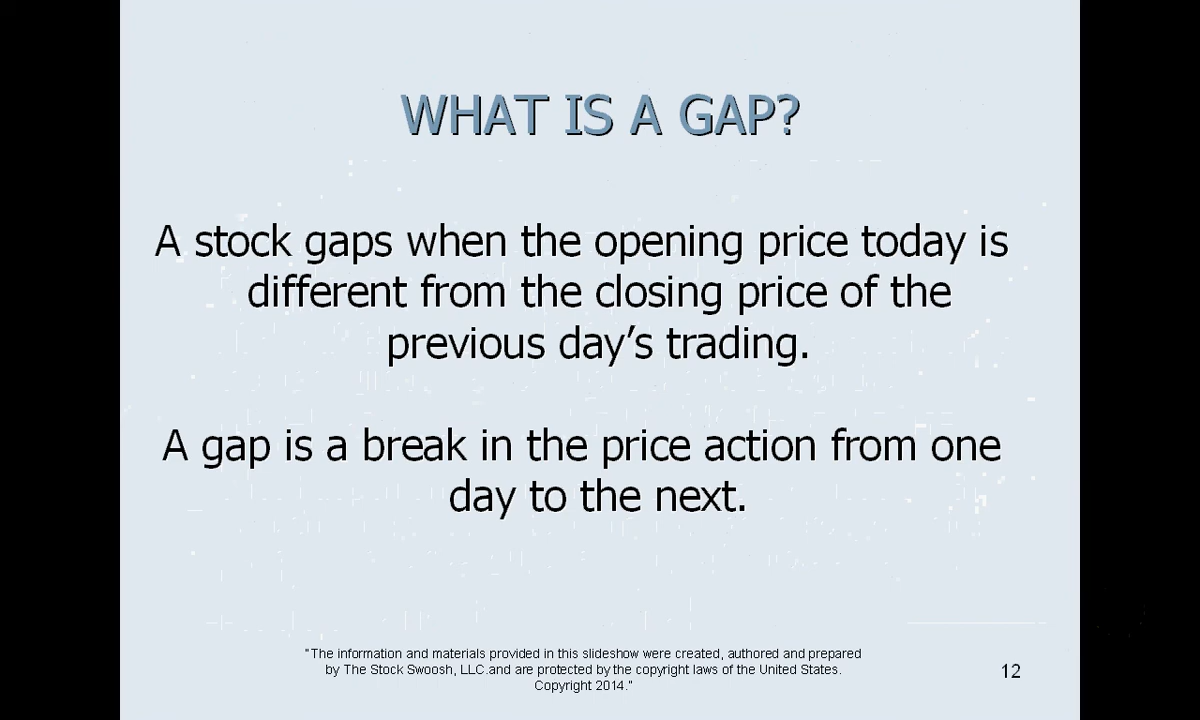 WHAT IS A GAP?
A stock gaps when the opening price today is
different from the closing price of the
previous day’s trading.
A gap is a break in the price action from one
day to the next.
"The information and materials provided in this slideshow were created, authored and prepared
by The Stock Swoosh, LLC.and are protected by the copyright laws of the United States.
Copyright 2014."
12